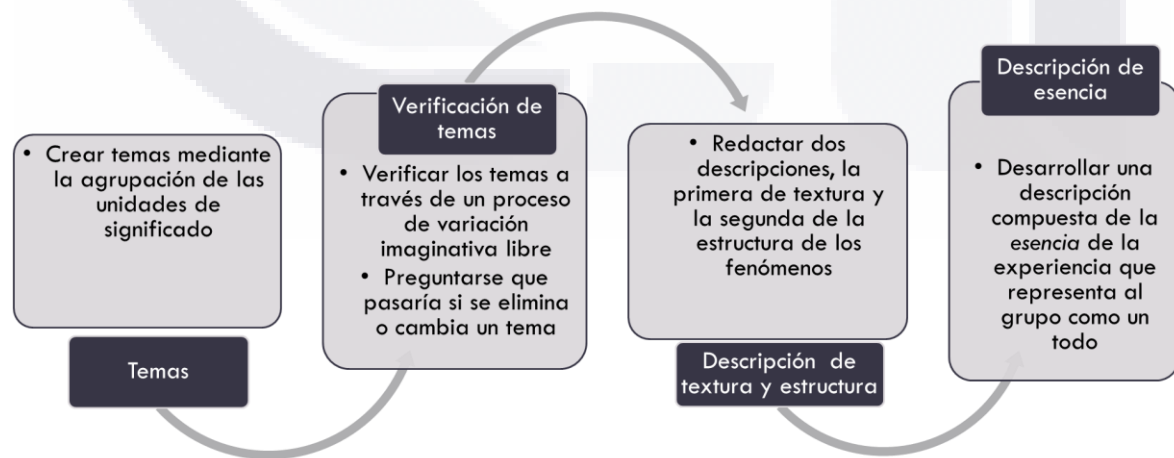 • Crear temas mediante
la agrupación de las
unidades de
significado
Temas
Verificación de
temas
• Verificar los temas a
través de un proceso
de variación
imaginativa libre
• Preguntarse que
pasaría si se elimina
o cambia un tema
• Redactar dos
descripciones, la
primera de textura y
la segunda de la
estructura de los
fenómenos
Descripción de
textura y estructura
Descripción de
esencia
• Desarrollar una
descripción
compuesta de la
esencia de la
experiencia que
representa al
grupo como un
todo